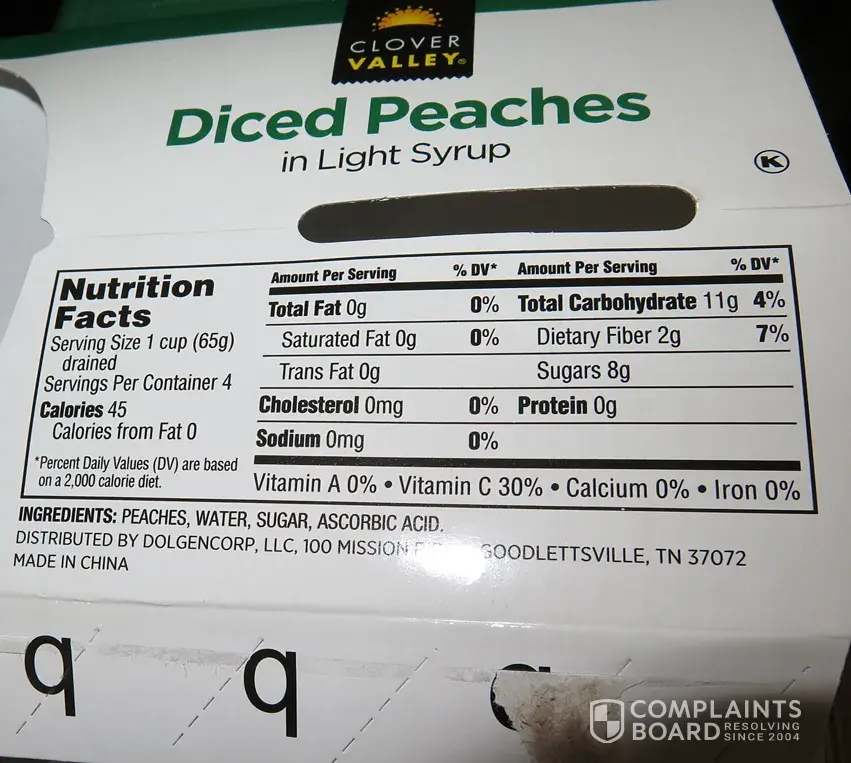 CLOVER
VALLEY®
Diced Peaches
in Light Syrup
K
Nutrition
Facts
Serving Size 1 cup (65g)
drained
Servings Per Container 4
Calories 45
Calories from Fat 0
*Percent Daily Values (DV) are based
on a 2,000 calorie diet.
Amount Per Serving % DV*
Total Fat 0g 0%
Saturated Fat 0g 0%
Trans Fat 0g
Cholesterol 0mg 0%
Sodium 0mg 0%
Amount Per Serving % DV*
Total Carbohydrate 11g 4%
Dietary Fiber 2g 7%
Sugars 8g
Protein 0g
Vitamin A 0% • Vitamin C 30% • Calcium 0% • Iron 0%
INGREDIENTS: PEACHES, WATER, SUGAR, ASCORBIC ACID.
DISTRIBUTED BY DOLGENCORP, LLC, 100 MISSION GOODLETTSVILLE, TN 37072
MADE IN CHINA
q q
COMPLAINTS
BOARD RESOLVING
SINCE 2004